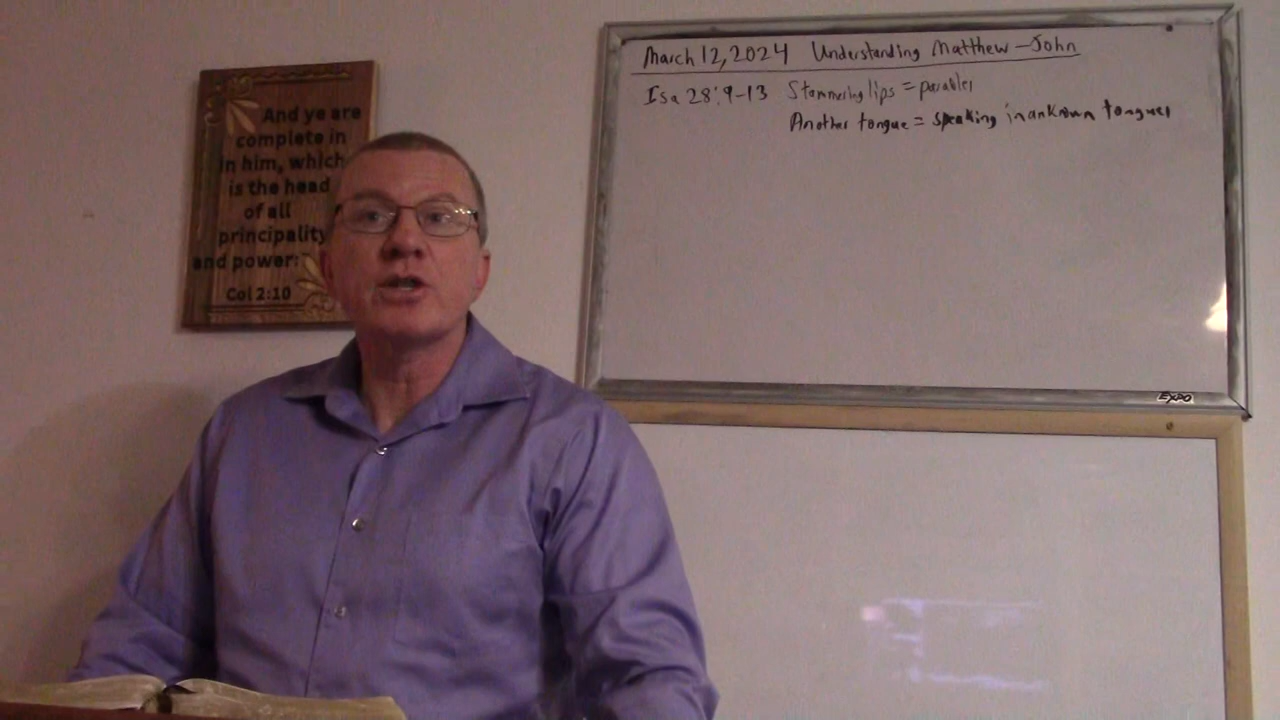 And ye are
complete in
in him, which
is the head
of all
principality
and power:
Col 2:10
March 12, 2024 Understanding Matthew-John
Isa 28:9-13 Stammering lips = parables
Another tongue = speaking in unknown tongues
EXPO